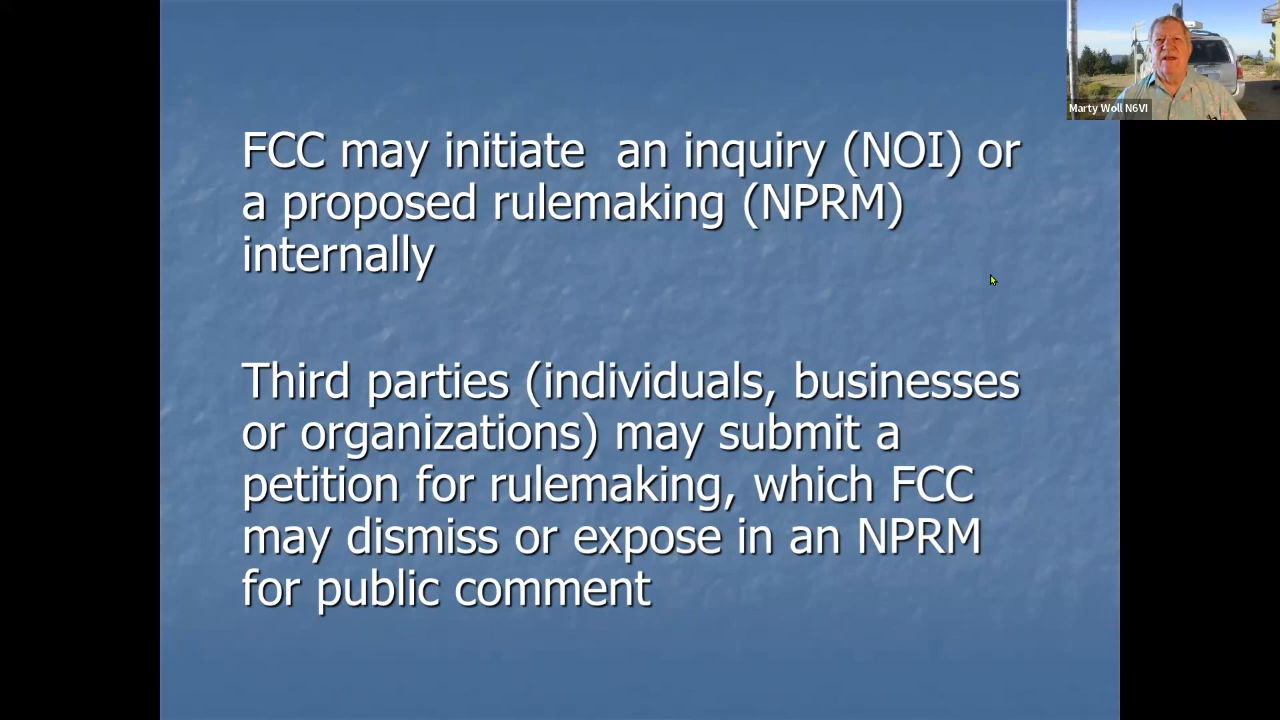 Marty Woll N6VI
FCC may initiate  an inquiry (NOI) or
a proposed rulemaking (NPRM)
internally
Third parties (individuals, businesses
or organizations) may submit a
petition for rulemaking, which FCC
may dismiss or expose in an NPRM
for public comment